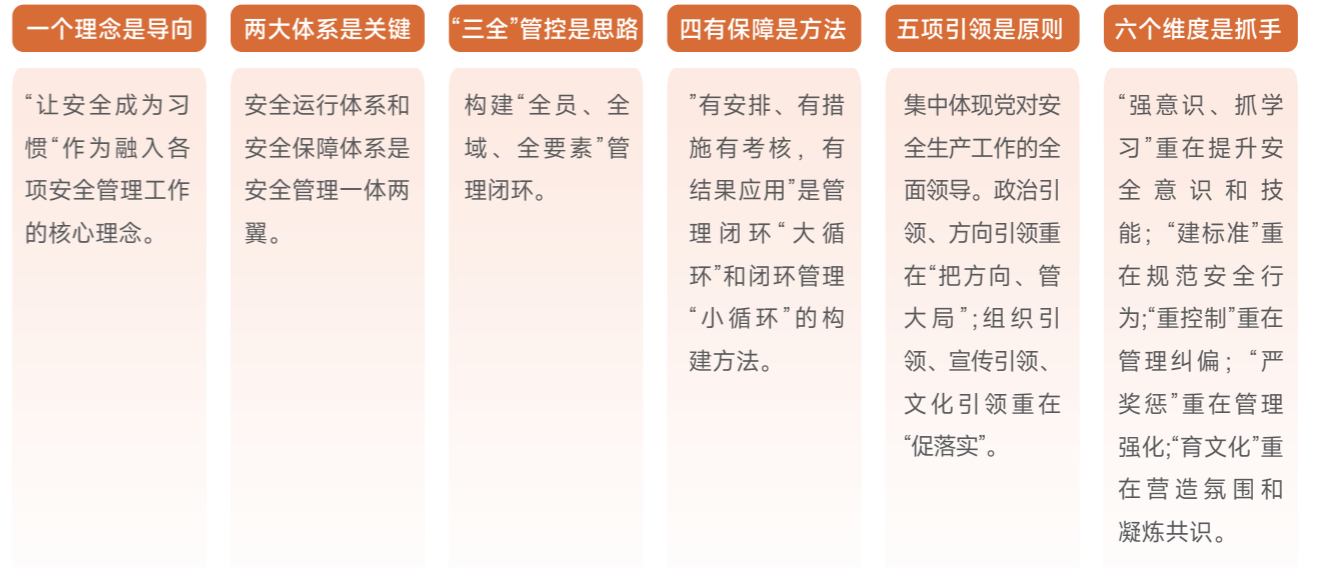 一个理念是导向
“让安全成为习
惯“作为融入各
项安全管理工作
的核心理念。
两大体系是关键
安全运行体系和
安全保障体系是
安全管理一体两
翼。
“三全”管控是思路
构建“全员、全
域、全要素”管
理闭环。
四有保障是方法
”有安排、有措
施有考核，有
结果应用”是管
理闭环“大循
环”和闭环管理
“小循环”的构
建方法。
五项引领是原则
集中体现党对安
全生产工作的全
面领导。政治引
领、方向引领重
在“把方向、管
大局”;组织引
领、宣传引领、
文化引领重在
“促落实”。
六个维度是抓手
“强意识、抓学
习”重在提升安
全意识和技
能；“建标准”重
在规范安全行
为;“重控制”重在
管理纠偏；“严
奖惩”重在管理
强化;“育文化”重
在营造氛围和
凝炼共识。